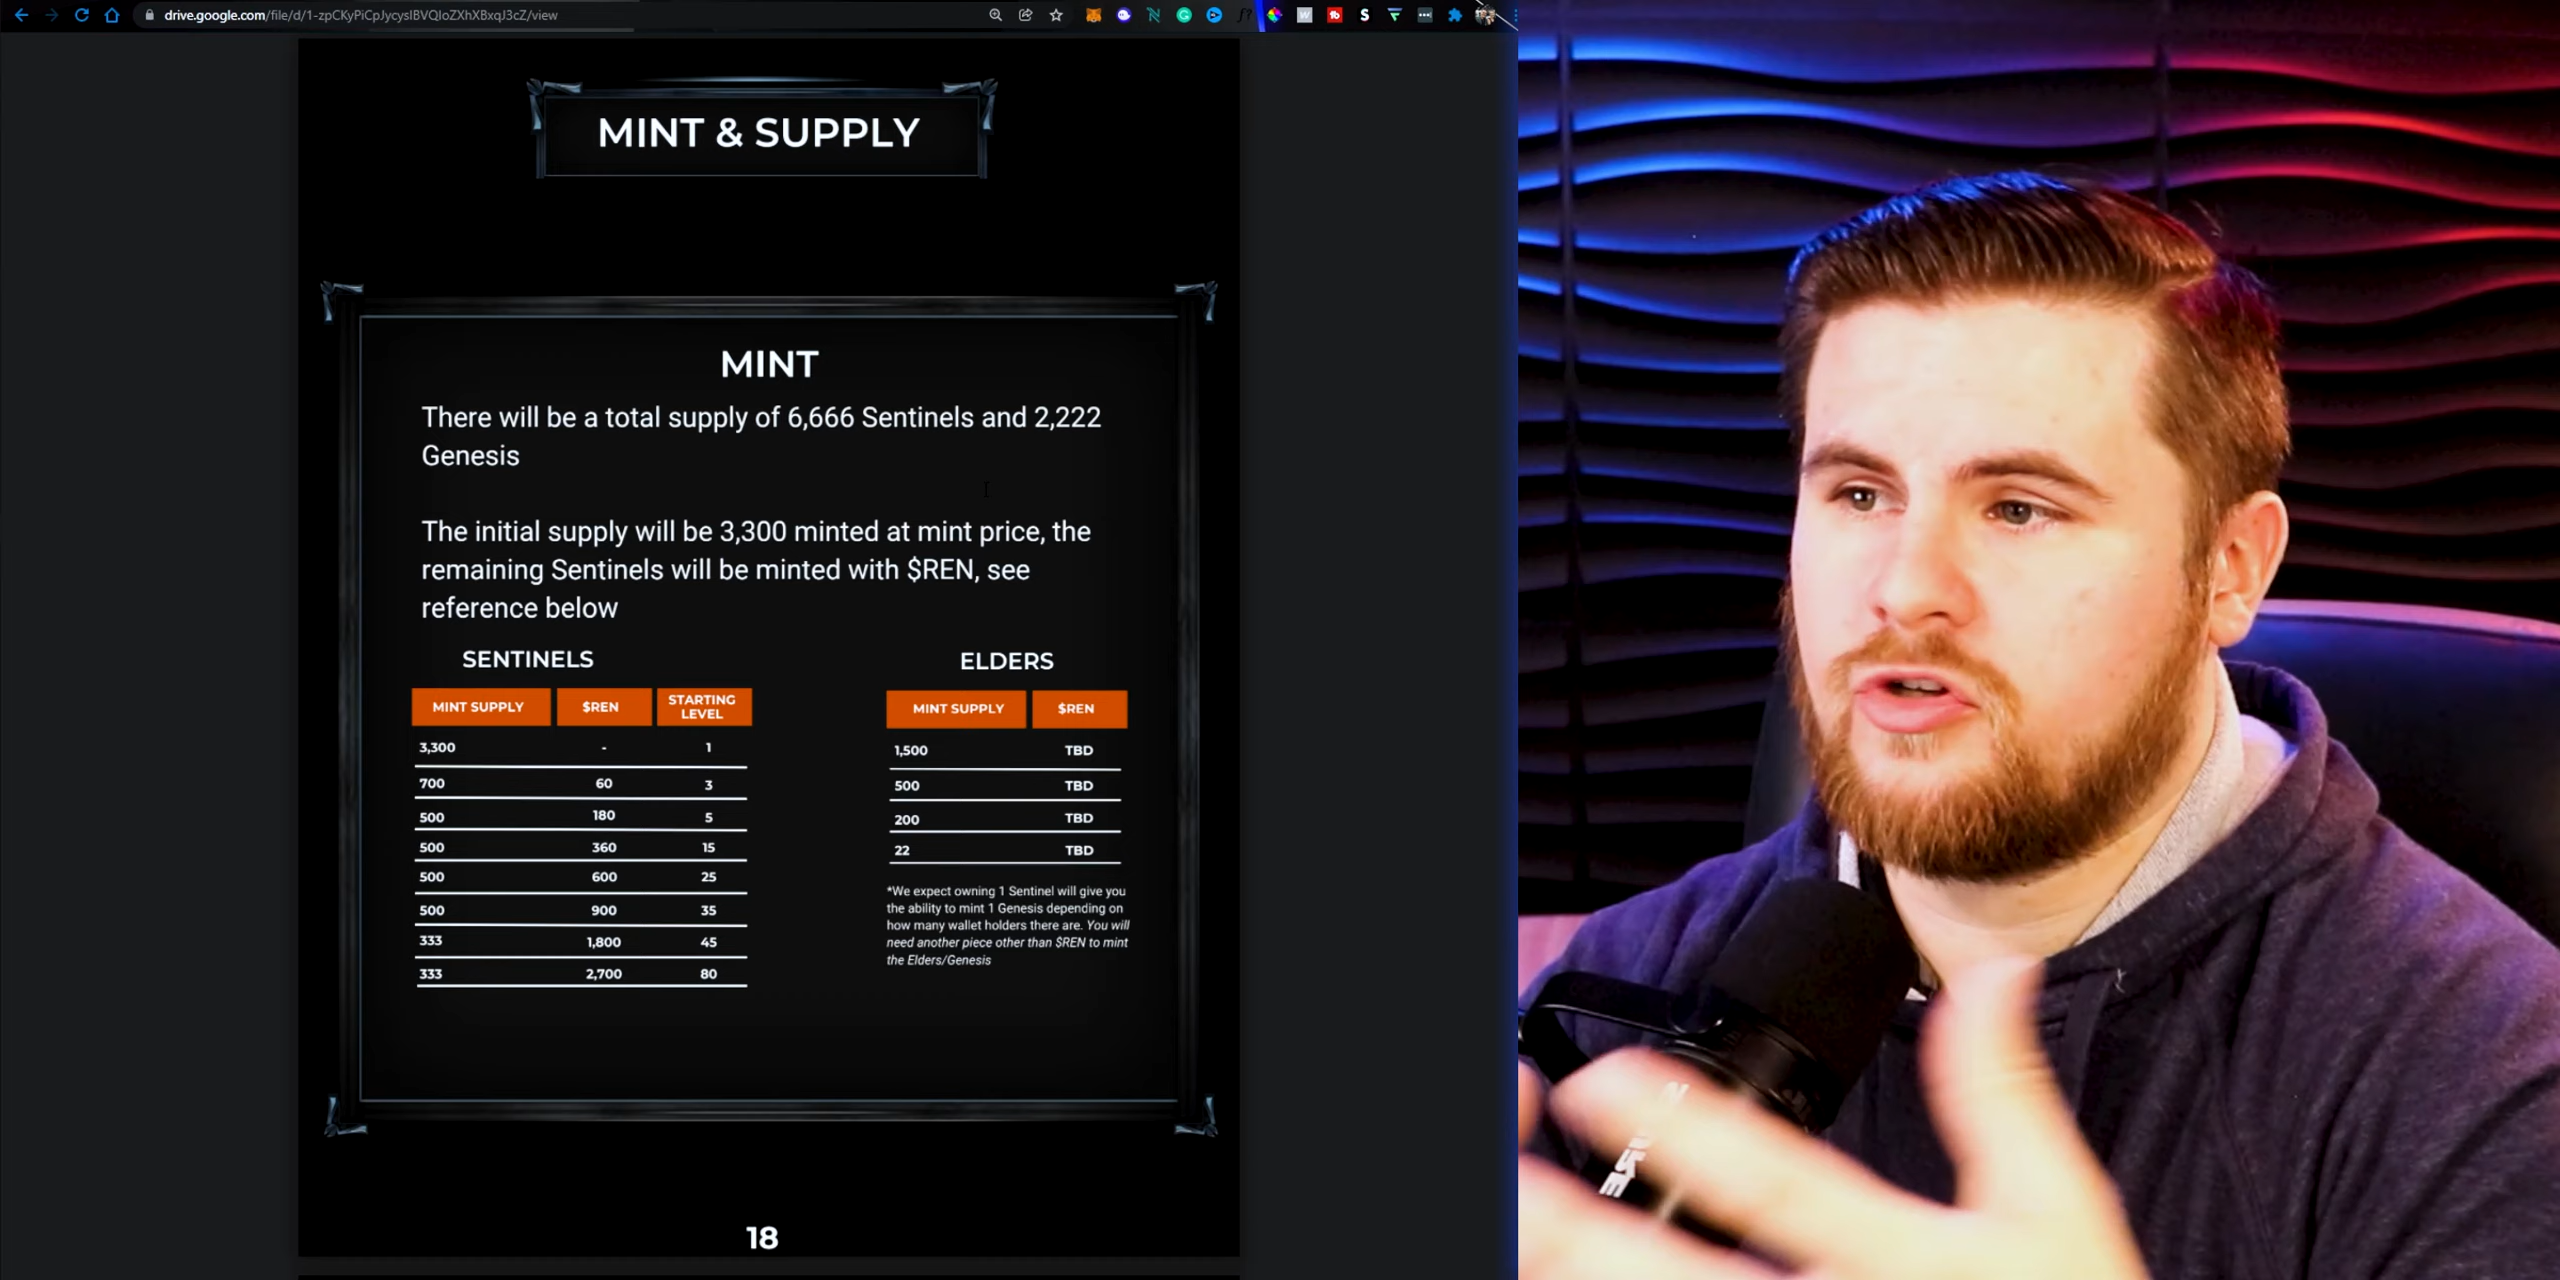 drive.google.com/file/d/1-zpCKyPiCpJycyslBVQIoZXhXBxqJ3cZ/view
MINT & SUPPLY
MINT
There will be a total supply of 6,666 Sentinels and 2,222
Genesis
The initial supply will be 3,300 minted at mint price, the
remaining Sentinels will be minted with $REN, see
reference below
SENTINELS
MINT SUPPLY $REN STARTING LEVEL
3,300 - 1
700 60 3
500 180 5
500 360 15
500 600 25
500 900 35
333 1,800 45
333 2,700 80
ELDERS
MINT SUPPLY $REN
1,500 TBD
500 TBD
200 TBD
22 TBD
*We expect owning 1 Sentinel will give you
the ability to mint 1 Genesis depending on
how many wallet holders there are. You will
need another piece other than $REN to mint
the Elders/Genesis
18